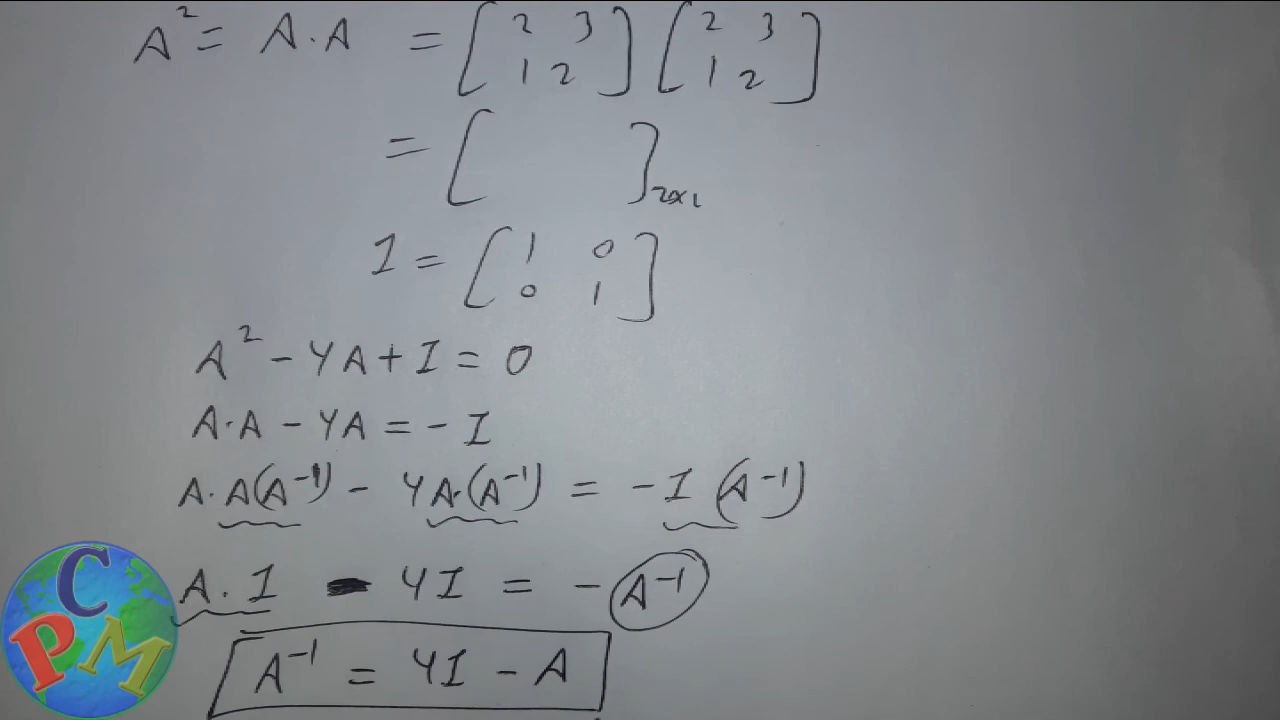 A² = A.A = [2 3 1 2] [2 3 1 2]
= [ ]
I = [1 0 0 1]
A² - 4A + I = 0
A·A - 4A = - I
A·A(A⁻¹) - 4A·(A⁻¹) = - I (A⁻¹)
A . I - 4I = - A⁻¹
A⁻¹ = 4I - A
CPM